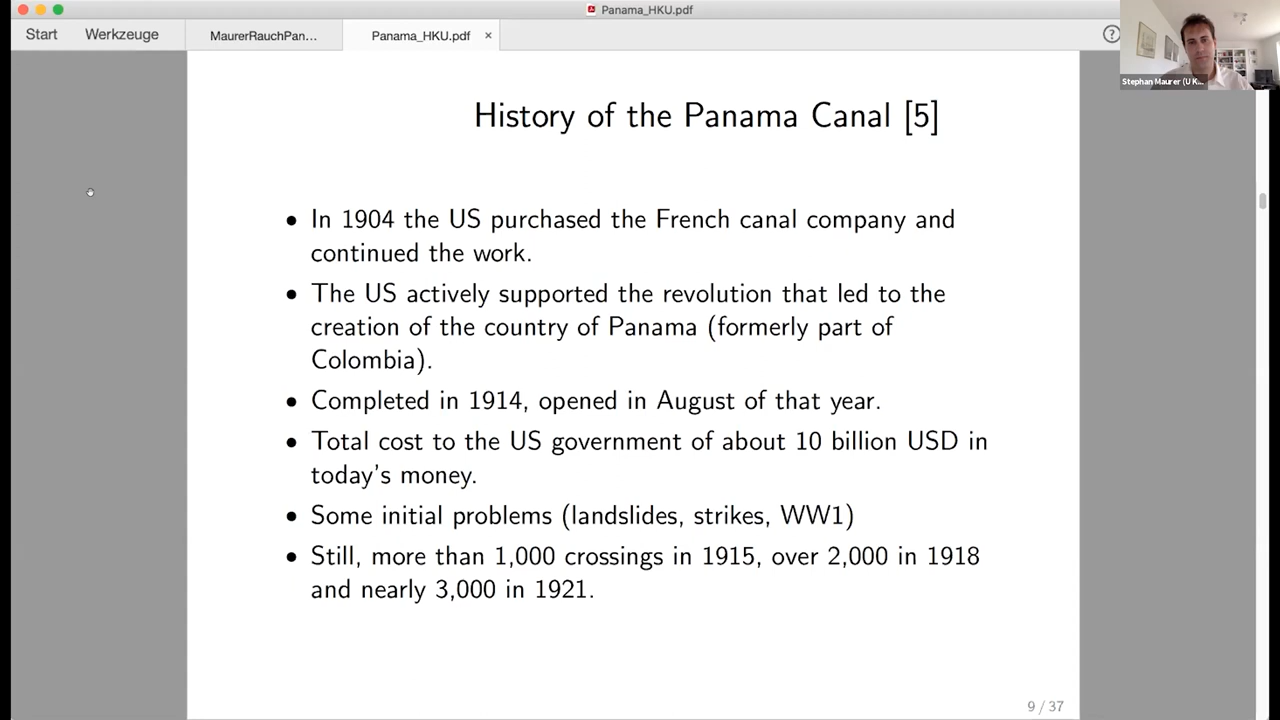 Panama_HKU.pdf
Start
Werkzeuge
MaurerRauchPan...
Panama_HKU.pdf ×
?
Stephan Maurer (U K...
History of the Panama Canal [5]
• In 1904 the US purchased the French canal company and
continued the work.
• The US actively supported the revolution that led to the
creation of the country of Panama (formerly part of
Colombia).
• Completed in 1914, opened in August of that year.
• Total cost to the US government of about 10 billion USD in
today's money.
• Some initial problems (landslides, strikes, WW1)
• Still, more than 1,000 crossings in 1915, over 2,000 in 1918
and nearly 3,000 in 1921.
9 / 37